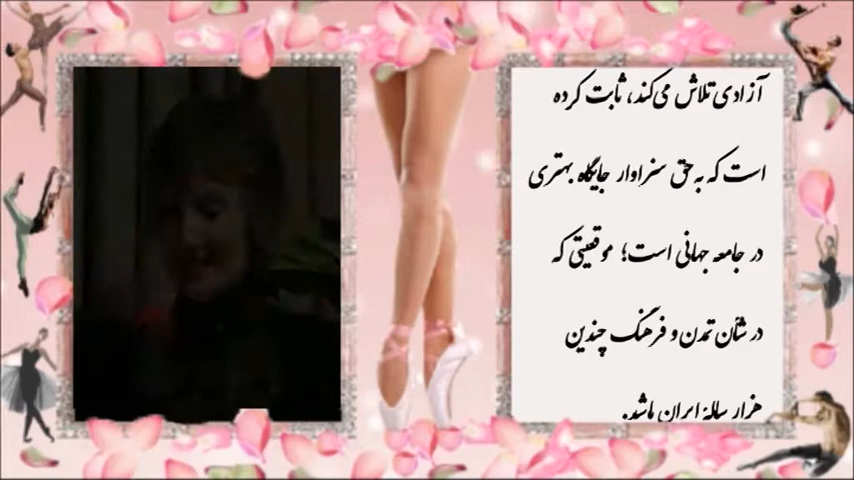 آزادی تلاش می‌کند، ثابت کرده
است که به حق سزاوار جایگاه بهتری
در جامعه جهانی است؛ موقعیتی که
در شأن تمدن و فرهنگ چندین
هزار سالهٔ ایران باشد.